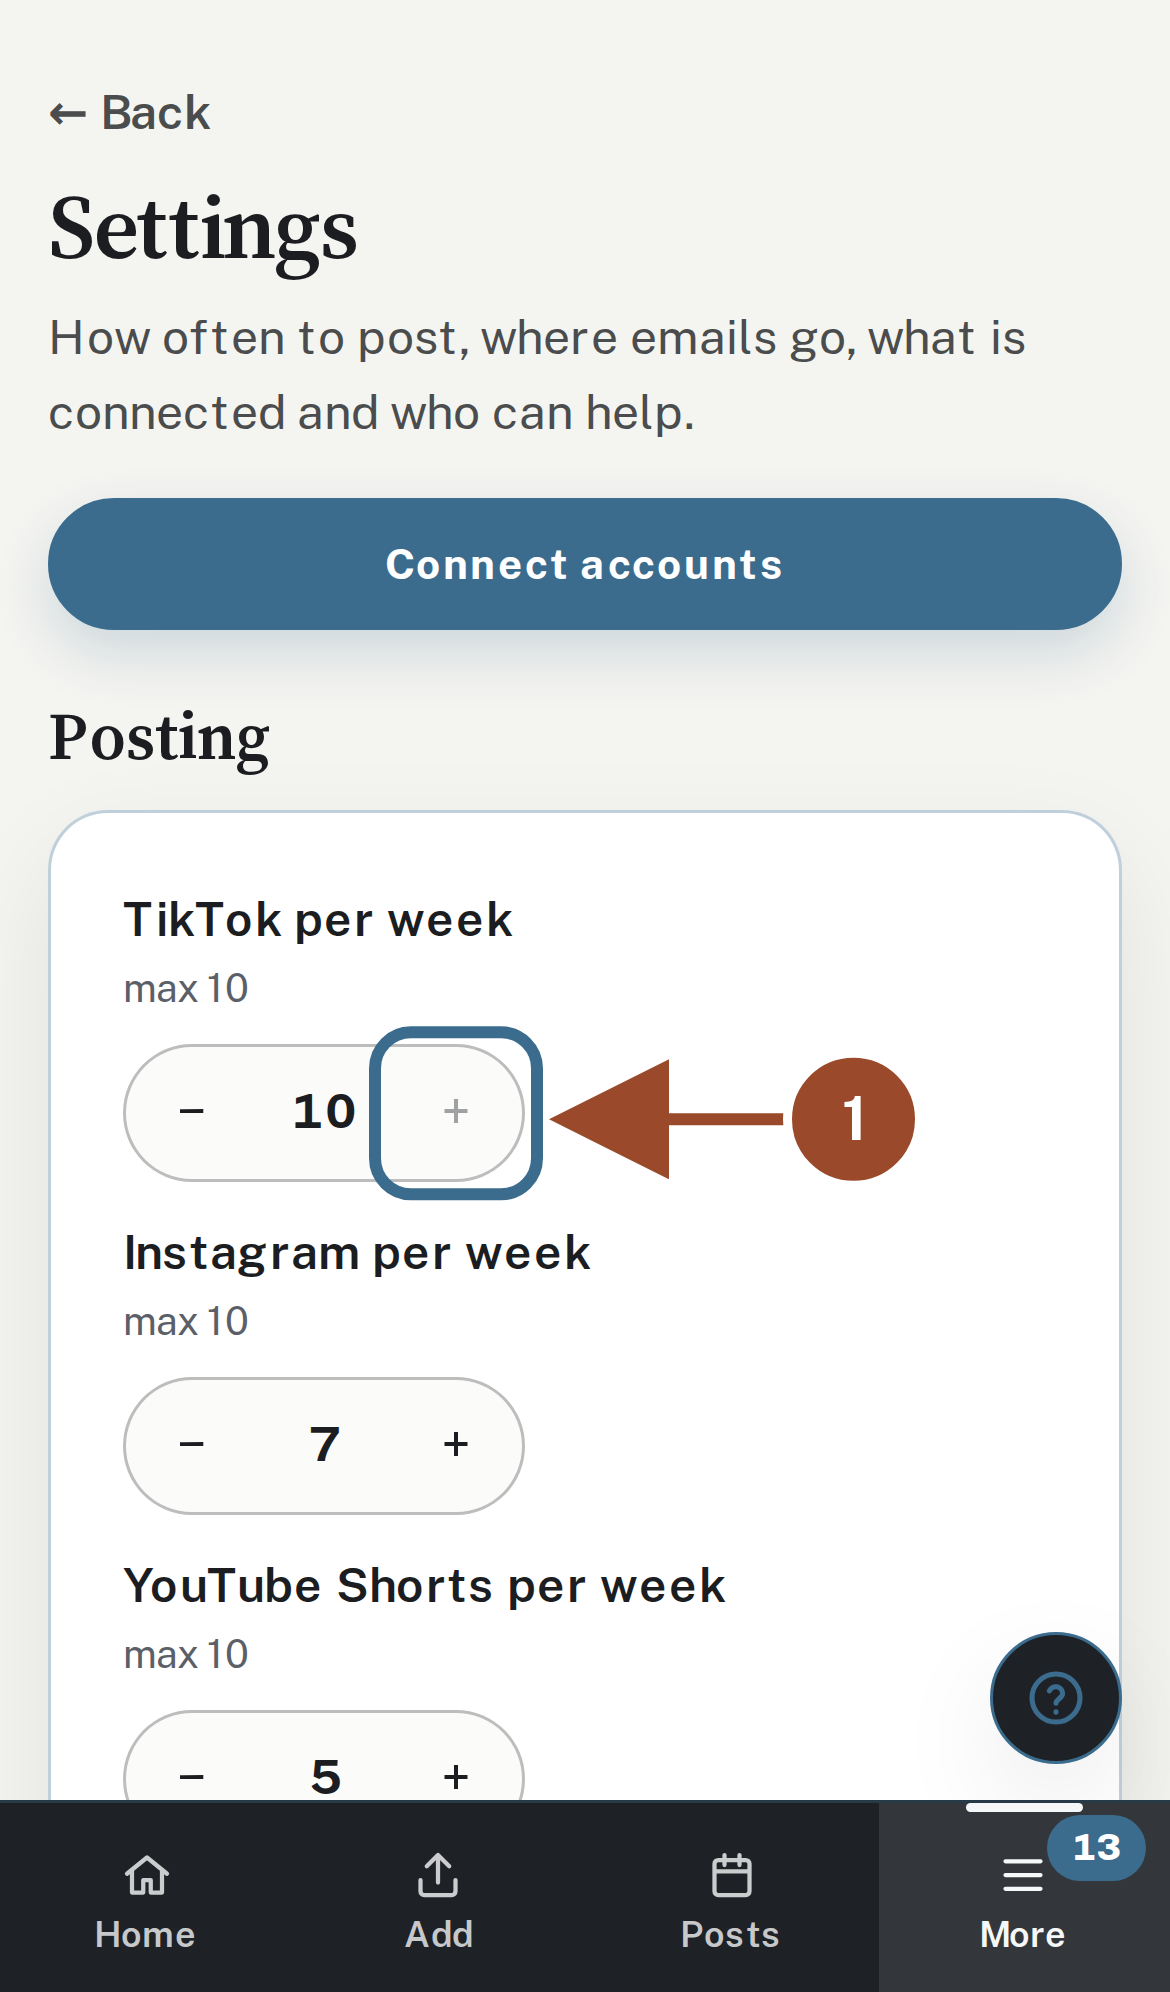 ← Back
Settings
How often to post, where emails go, what is
connected and who can help.
Connect accounts
Posting
TikTok per week
max 10
− 10 +
1
Instagram per week
max 10
− 7 +
YouTube Shorts per week
max 10
− 5 +
?
13
Home
Add
Posts
More